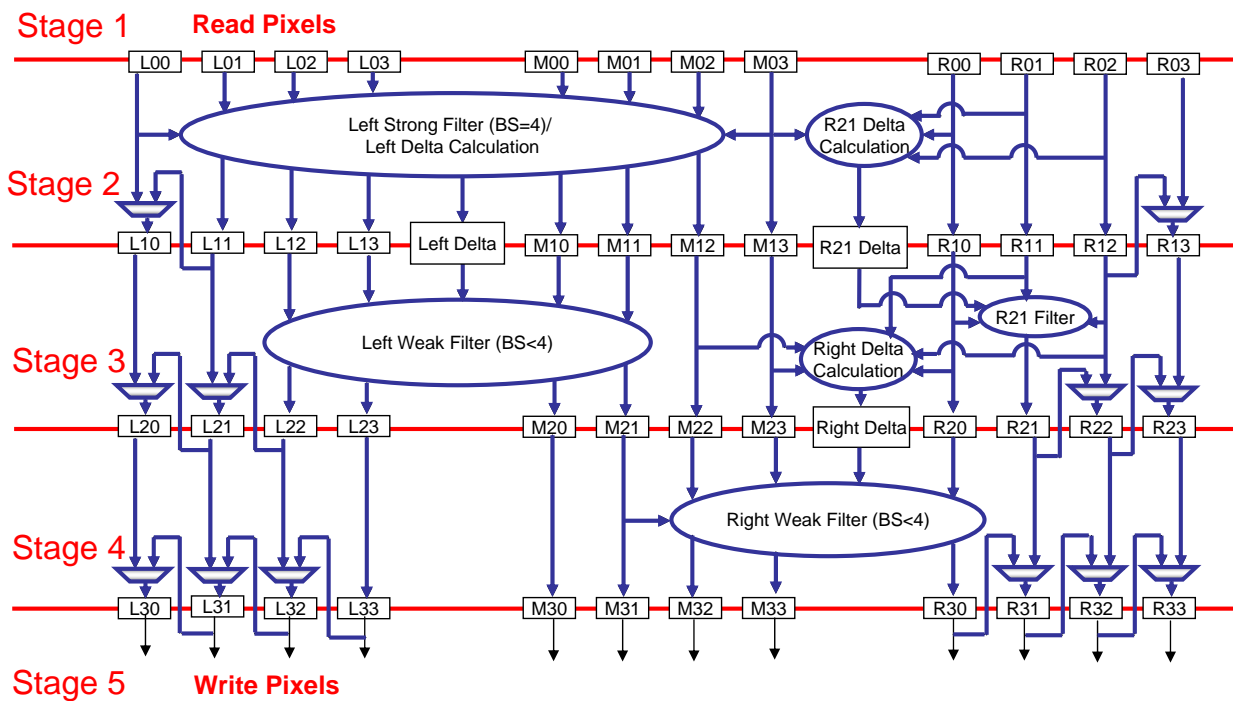 Stage 1 Read Pixels
L00 L01 L02 L03 M00 M01 M02 M03 R00 R01 R02 R03
Left Strong Filter (BS=4)/
Left Delta Calculation
R21 Delta
Calculation
Stage 2
L10 L11 L12 L13 Left Delta M10 M11 M12 M13 R21 Delta R10 R11 R12 R13
R21 Filter
Left Weak Filter (BS<4)
Right Delta
Calculation
Stage 3
L20 L21 L22 L23 M20 M21 M22 M23 Right Delta R20 R21 R22 R23
Right Weak Filter (BS<4)
Stage 4
L30 L31 L32 L33 M30 M31 M32 M33 R30 R31 R32 R33
Stage 5 Write Pixels